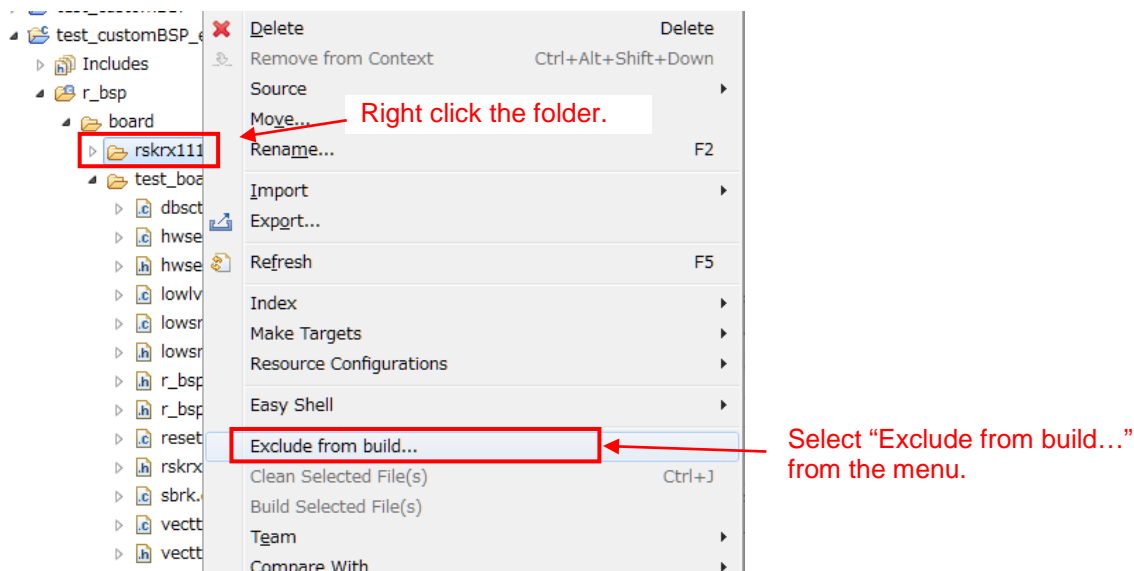 test_customBSP_e
Includes
r_bsp
board
rskrx111
test_boa
dbsct
.c hwse
.h hwse
.c lowlv
.c lowsr
.h lowsr
.h r_bsp
.h r_bsp
.c reset
.h rskrx
.c sbrk.
.c vectt
.h vectt
Delete Delete
Remove from Context Ctrl+Alt+Shift+Down
Source
Move...
Rename... F2
Import
Export...
Refresh F5
Index
Make Targets
Resource Configurations
Easy Shell
Exclude from build...
Clean Selected File(s) Ctrl+J
Build Selected File(s)
Team
Compare With
Right click the folder.
Select “Exclude from build…”
from the menu.